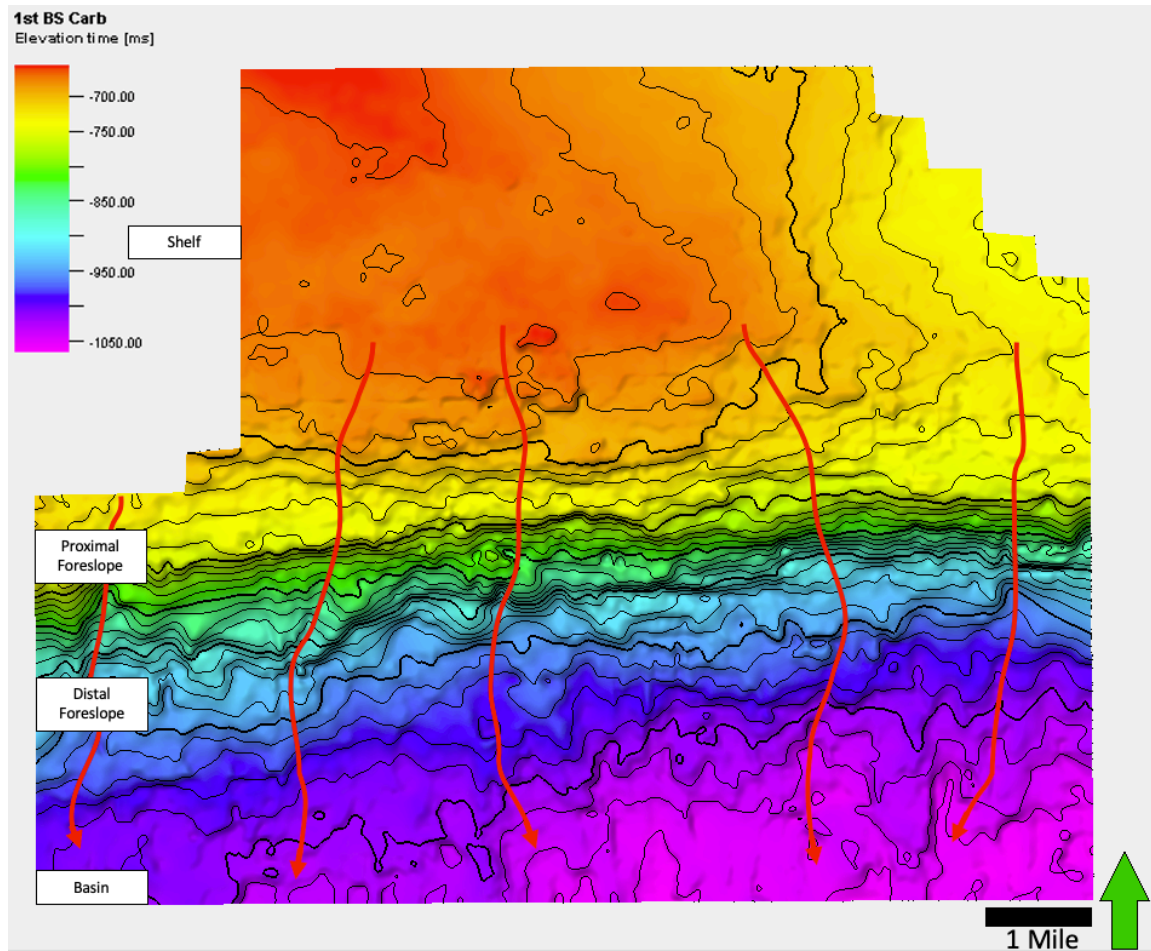 1st BS Carb
Elevation time [ms]
-700.00
-750.00
-850.00
-950.00
-1050.00
Shelf
Proximal
Foreslope
Distal
Foreslope
Basin
1 Mile